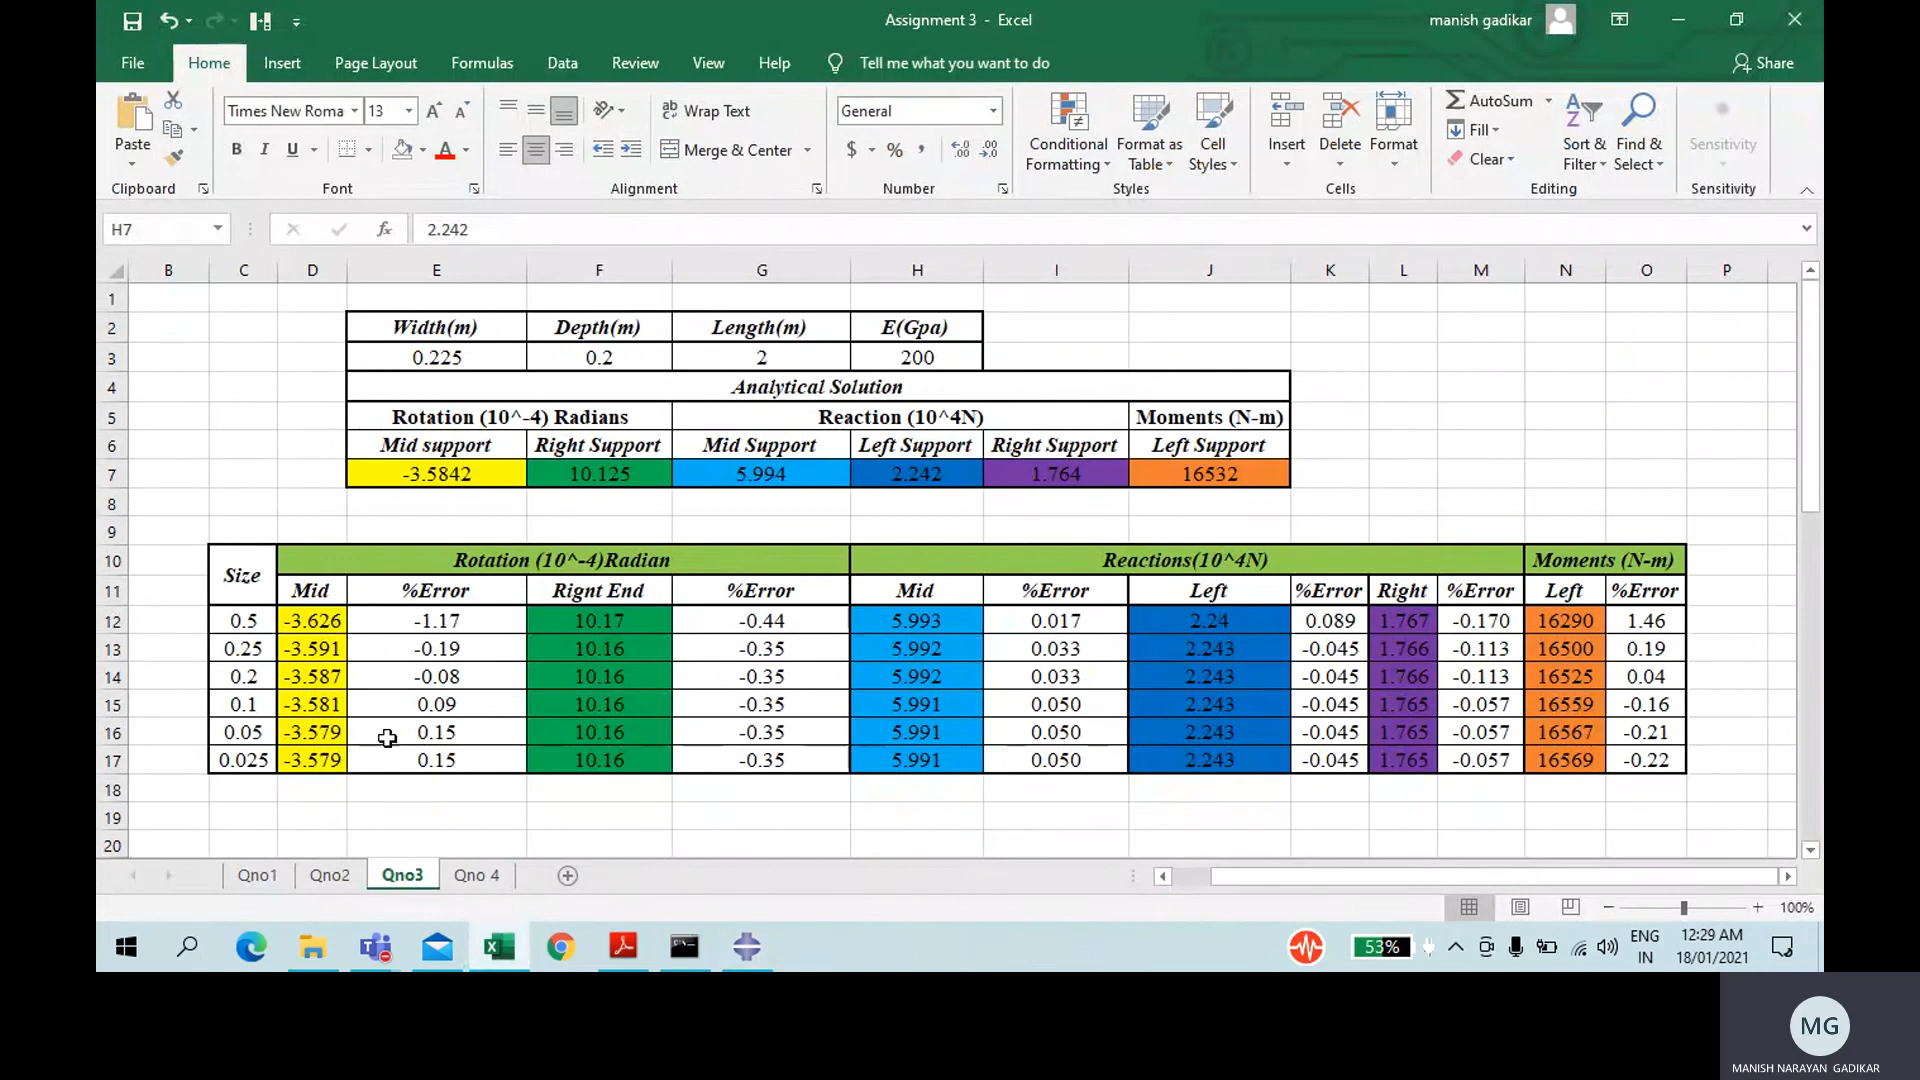 Assignment 3 - Excel
manish gadikar
File Home Insert Page Layout Formulas Data Review View Help Tell me what you want to do Share
Paste
Times New Roma 13
Wrap Text
General
AutoSum
B I U A
Merge & Center
$ % ,
Conditional Formatting
Format as Table
Cell Styles
Insert Delete Format
Fill
Clear
Sort & Filter
Find & Select
Sensitivity
Clipboard Font Alignment Number Styles Cells Editing Sensitivity
H7 fx 2.242
B C D E F G H I J K L M N O P
1
2 Width(m) Depth(m) Length(m) E(Gpa)
3 0.225 0.2 2 200
4 Analytical Solution
5 Rotation (10^-4) Radians Reaction (10^4N) Moments (N-m)
6 Mid support Right Support Mid Support Left Support Right Support Left Support
7 -3.5842 10.125 5.994 2.242 1.764 16532
8
9
10 Size Rotation (10^-4)Radian Reactions(10^4N) Moments (N-m)
11 Mid %Error Rignt End %Error Mid %Error Left %Error Right %Error Left %Error
12 0.5 -3.626 -1.17 10.17 -0.44 5.993 0.017 2.24 0.089 1.767 -0.170 16290 1.46
13 0.25 -3.591 -0.19 10.16 -0.35 5.992 0.033 2.243 -0.045 1.766 -0.113 16500 0.19
14 0.2 -3.587 -0.08 10.16 -0.35 5.992 0.033 2.243 -0.045 1.766 -0.113 16525 0.04
15 0.1 -3.581 0.09 10.16 -0.35 5.991 0.050 2.243 -0.045 1.765 -0.057 16559 -0.16
16 0.05 -3.579 0.15 10.16 -0.35 5.991 0.050 2.243 -0.045 1.765 -0.057 16567 -0.21
17 0.025 -3.579 0.15 10.16 -0.35 5.991 0.050 2.243 -0.045 1.765 -0.057 16569 -0.22
18
19
20
Qno1 Qno2 Qno3 Qno 4
100%
53% ENG 12:29 AM
IN 18/01/2021
MG
MANISH NARAYAN GADIKAR